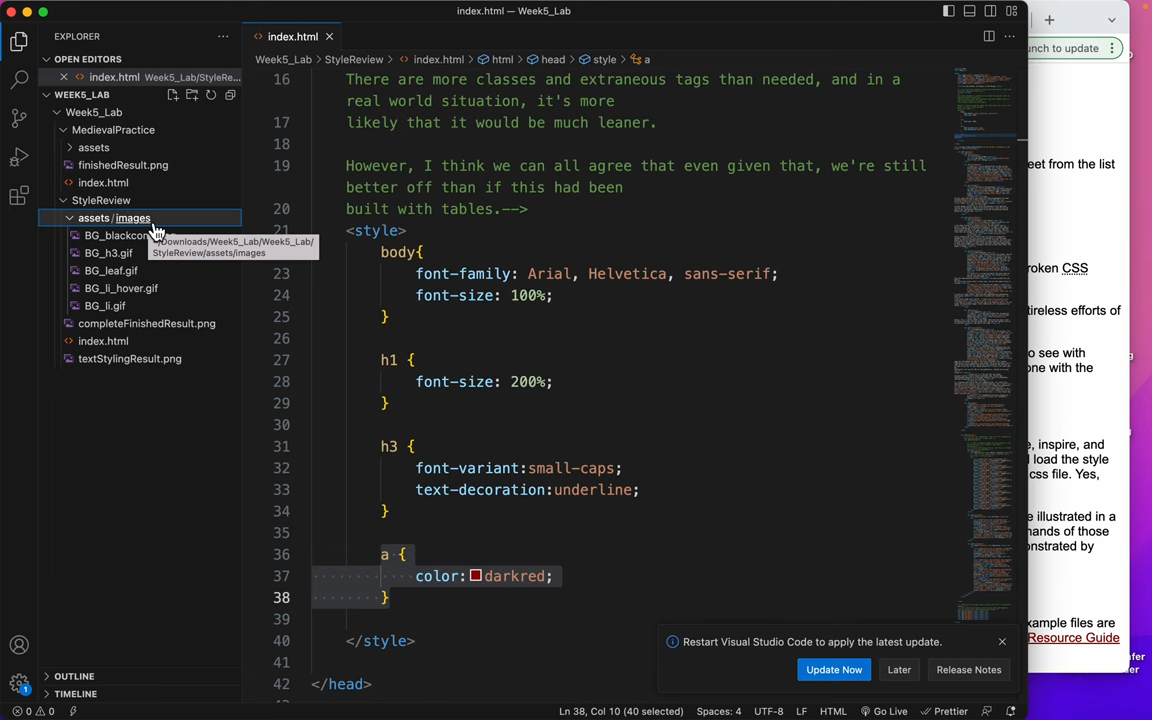 index.html — Week5_Lab
unch to update
EXPLORER
OPEN EDITORS
index.html Week5_Lab/StyleRe...
WEEK5_LAB
Week5_Lab
MedievalPractice
assets
finishedResult.png
index.html
StyleReview
assets / images
BG_blackcon
~/Downloads/Week5_Lab/Week5_Lab/
StyleReview/assets/images
BG_h3.gif
BG_leaf.gif
BG_li_hover.gif
BG_li.gif
completeFinishedResult.png
index.html
textStylingResult.png
OUTLINE
TIMELINE
index.html
Week5_Lab > StyleReview > index.html > html > head > style > a
16 There are more classes and extraneous tags than needed, and in a
real world situation, it's more
17 likely that it would be much leaner.
18
19 However, I think we can all agree that even given that, we're still
better off than if this had been
20 built with tables.-->
21 <style>
22 body{
23 font-family: Arial, Helvetica, sans-serif;
24 font-size: 100%;
25 }
26
27 h1 {
28 font-size: 200%;
29 }
30
31 h3 {
32 font-variant:small-caps;
33 text-decoration:underline;
34 }
35
36 a {
37 color: darkred;
38 }
39
40 </style>
41
42 </head>
Restart Visual Studio Code to apply the latest update.
Update Now
Later
Release Notes
1
0 0
Ln 38, Col 10 (40 selected) Spaces: 4 UTF-8 LF HTML Go Live Prettier
eet from the list
roken CSS
tireless efforts of
o see with
one with the
e, inspire, and
load the style
css file. Yes,
e illustrated in a
hands of those
onstrated by
xample files are
Resource Guide